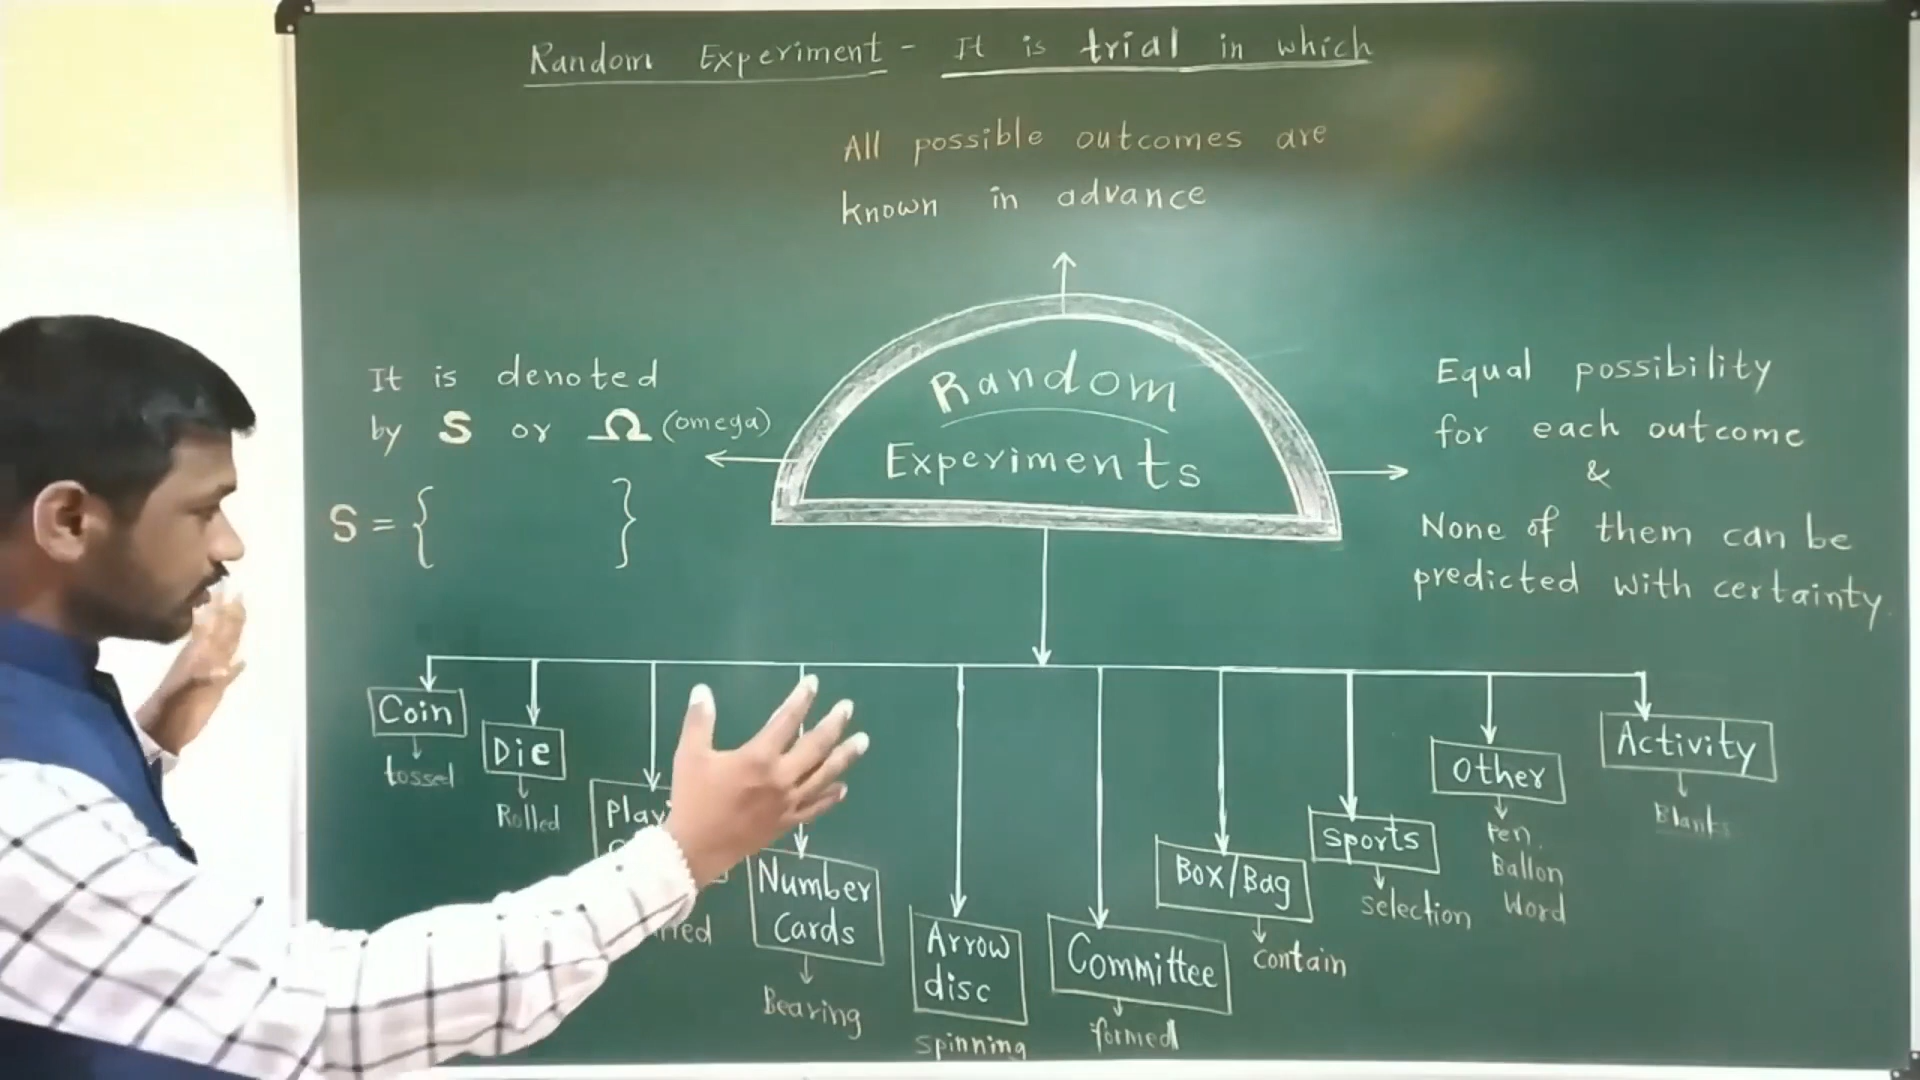 Random Experiment - It is trial in which
All possible outcomes are
known in advance
Random
Experiments
It is denoted
by S or Ω (omega)
S = { }
Equal possibility
for each outcome
&
None of them can be
predicted with certainty.
Coin
tossed
Die
Rolled
Number
Cards
Bearing
Arrow
disc
spinning
Committee
formed
Box/Bag
contain
sports
selection
Other
Pen.
Ballon
Word
Activity